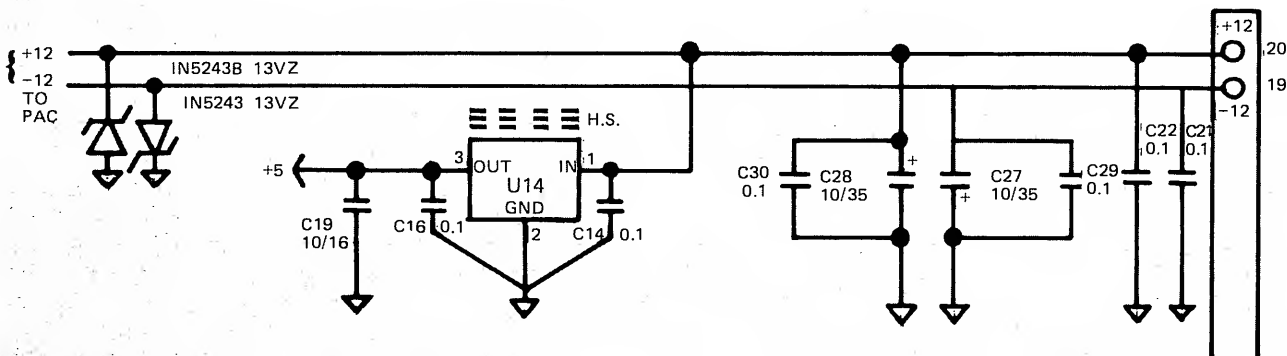 +12
IN5243B 13VZ
-12
TO
PAC
IN5243 13VZ
H.S.
+5
3
OUT
IN
1
U14
GND
2
C19
10/16
C16
0.1
C14
0.1
C30
0.1
C28
10/35
+
C27
10/35
+
C29
0.1
C22
0.1
C21
0.1
+12
20
19
-12